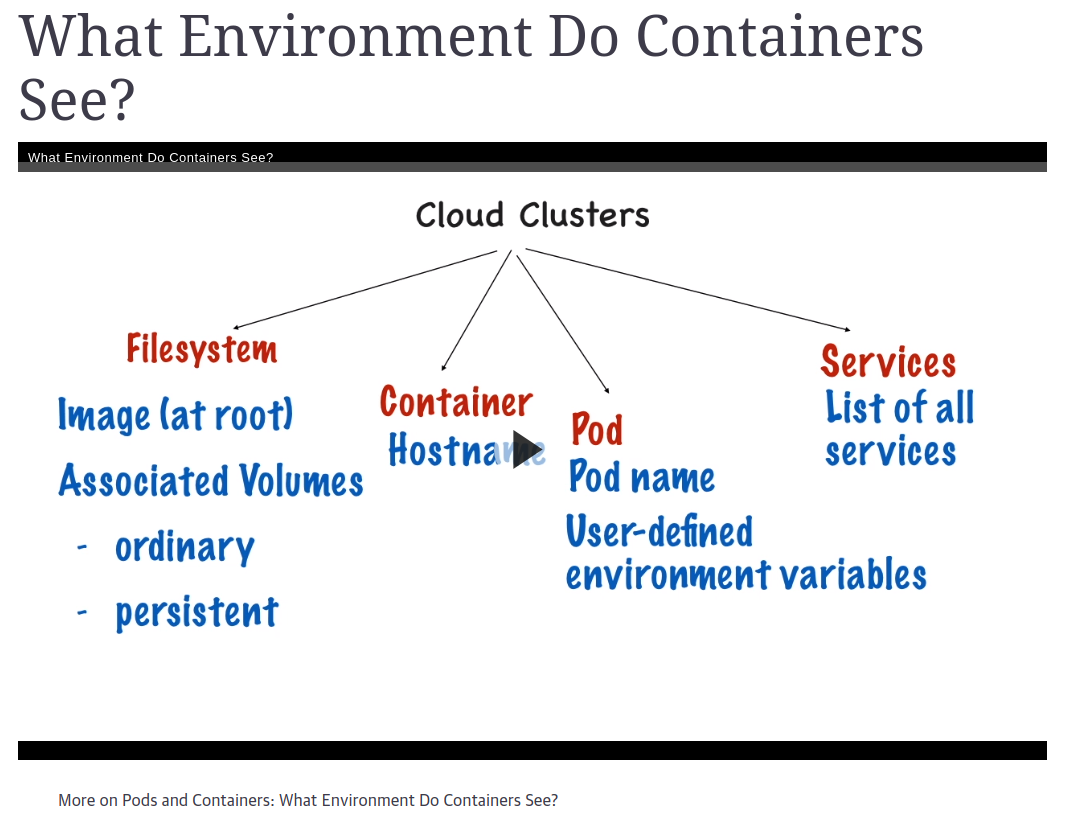 What Environment Do Containers
See?
What Environment Do Containers See?
Cloud Clusters
Filesystem
Image (at root)
Associated Volumes
- ordinary
- persistent
Container
Hostname
Pod
Pod name
User-defined
environment variables
Services
List of all
services
More on Pods and Containers: What Environment Do Containers See?